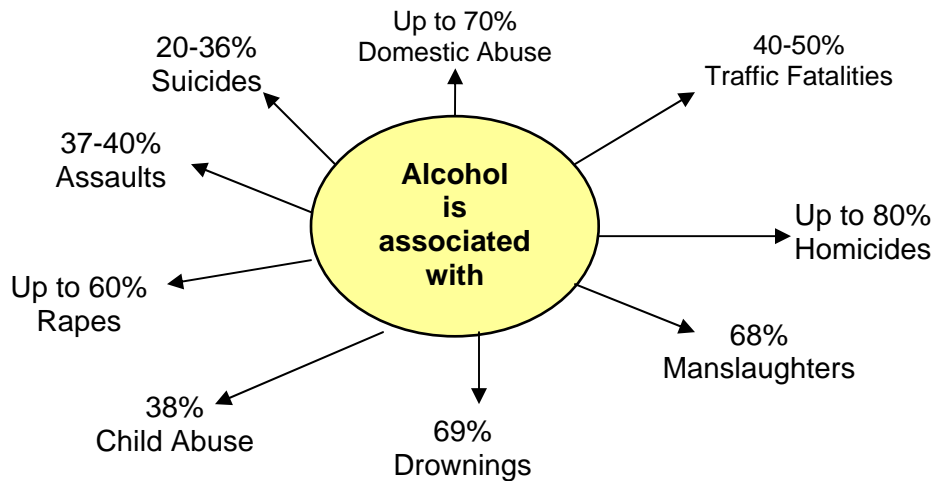 Up to 70%
Domestic Abuse
20-36%
Suicides
40-50%
Traffic Fatalities
37-40%
Assaults
Alcohol
is
associated
with
Up to 80%
Homicides
Up to 60%
Rapes
68%
Manslaughters
38%
Child Abuse
69%
Drownings